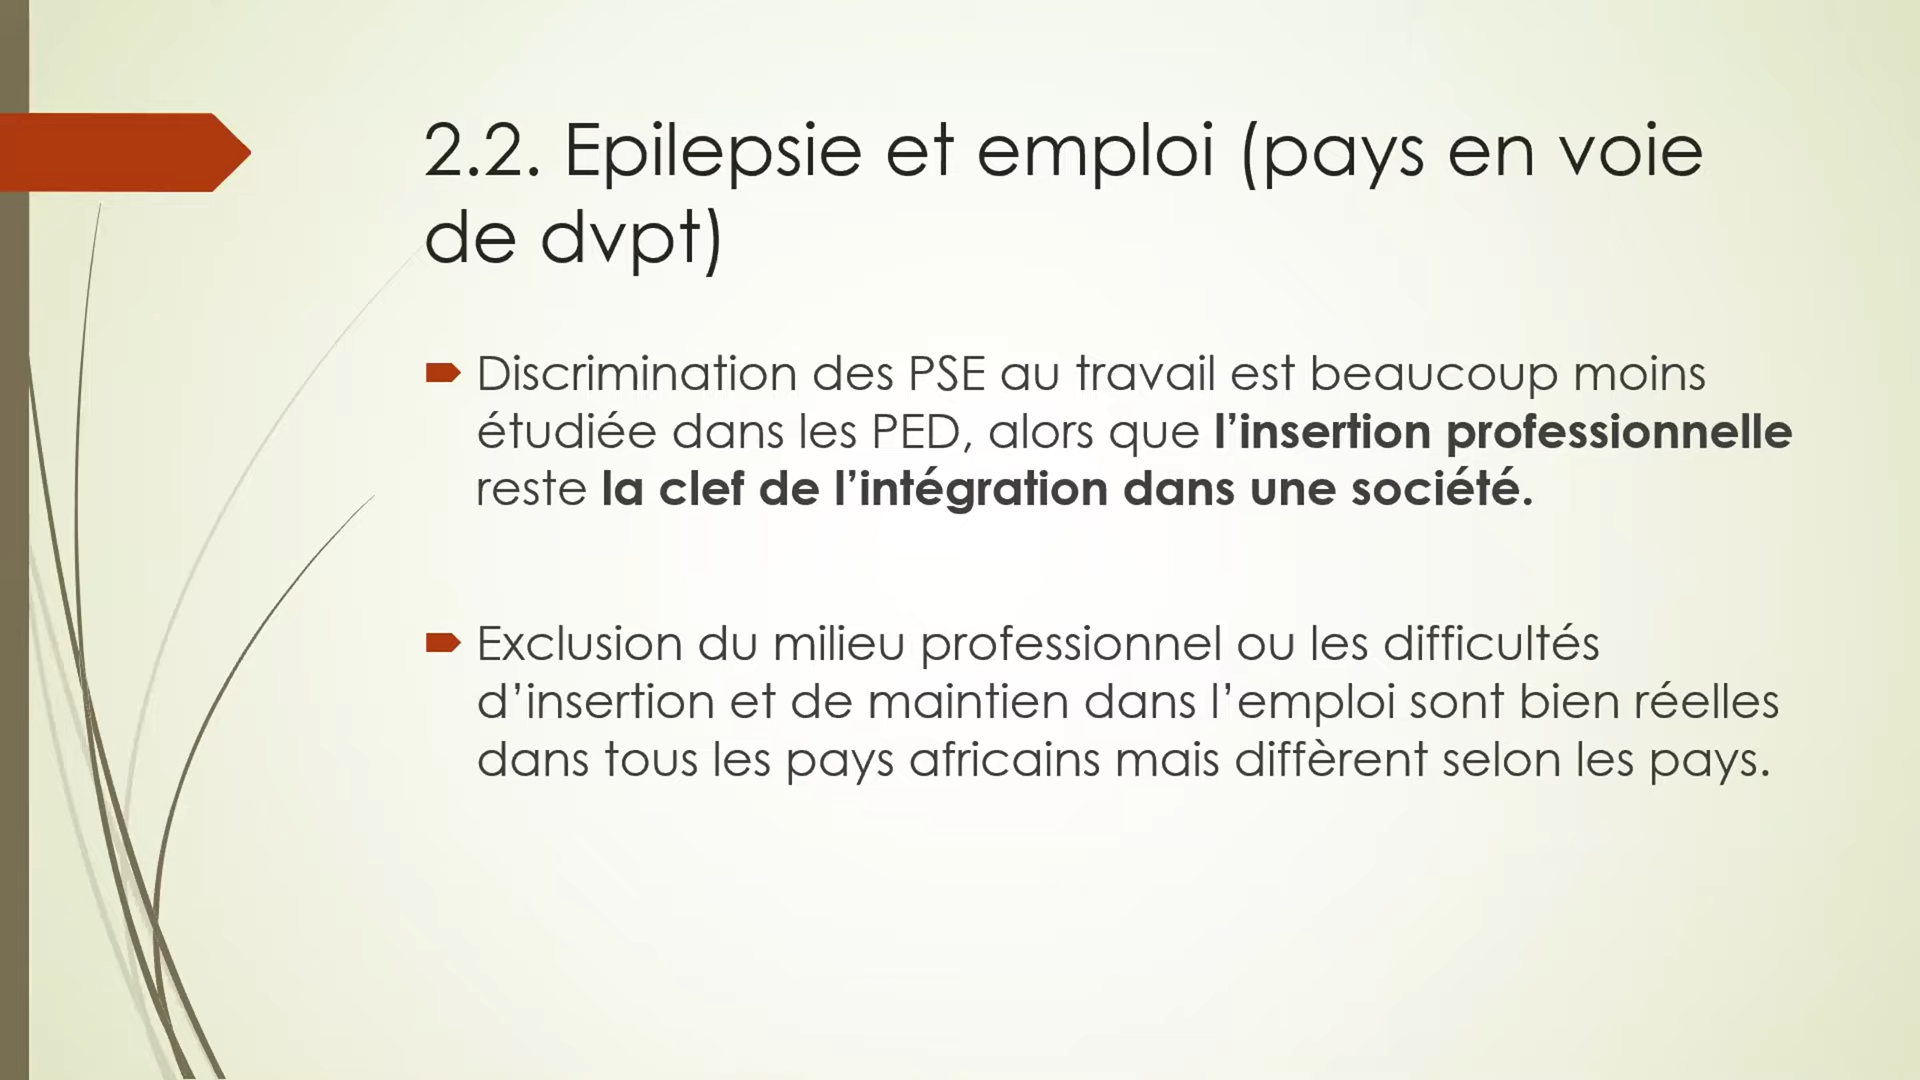 2.2. Epilepsie et emploi (pays en voie
de dvpt)
Discrimination des PSE au travail est beaucoup moins
étudiée dans les PED, alors que l’insertion professionnelle
reste la clef de l’intégration dans une société.
Exclusion du milieu professionnel ou les difficultés
d’insertion et de maintien dans l’emploi sont bien réelles
dans tous les pays africains mais diffèrent selon les pays.